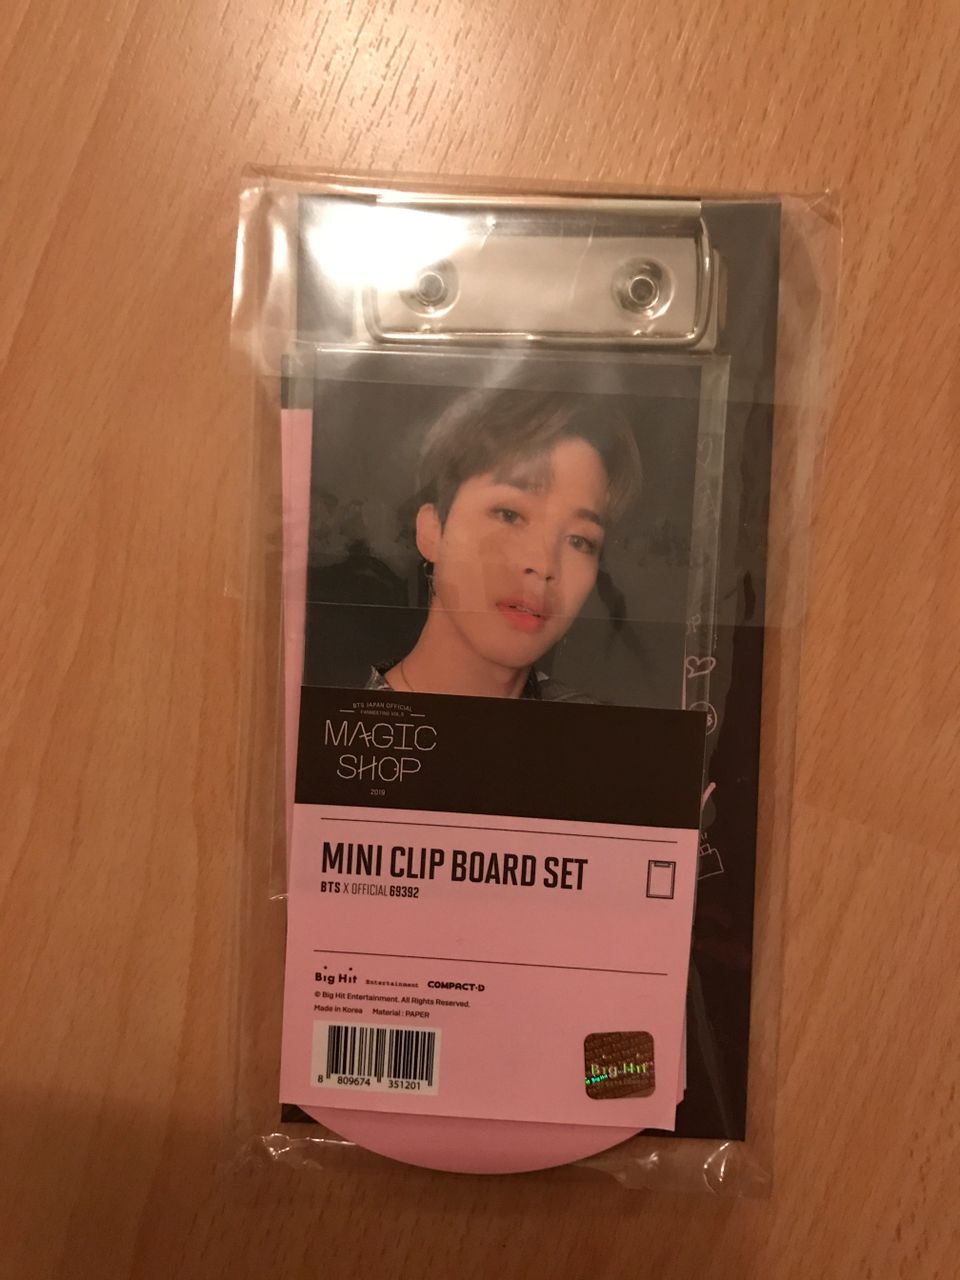 BTS JAPAN OFFICIAL
FANMEETING VOL.5
MAGIC
SHOP
2019
MINI CLIP BOARD SET
BTS X OFFICIAL 69392
Big Hit Entertainment COMPACT·D
© Big Hit Entertainment. All Rights Reserved.
Made in Korea Material : PAPER
8 809674 351201
Big Hit